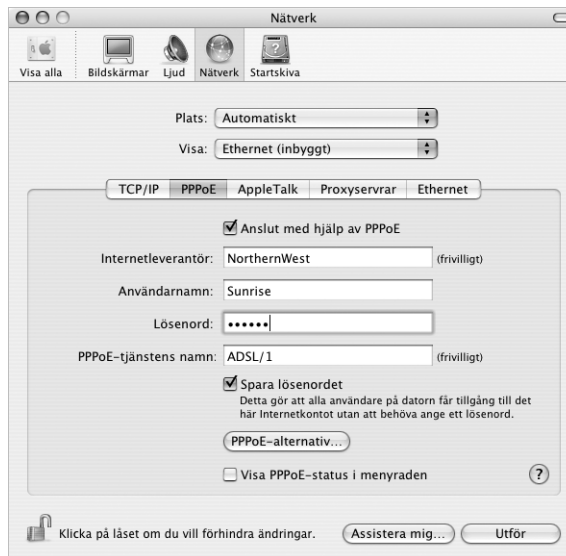 Nätverk
Visa alla
Bildskärmar
Ljud
Nätverk
Startskiva
Plats: Automatiskt
Visa: Ethernet (inbyggt)
TCP/IP PPPoE AppleTalk Proxyservrar Ethernet
Anslut med hjälp av PPPoE
Internetleverantör: NorthernWest (frivilligt)
Användarnamn: Sunrise
Lösenord: ••••••
PPPoE-tjänstens namn: ADSL/1 (frivilligt)
Spara lösenordet
Detta gör att alla användare på datorn får tillgång till det
här Internetkontot utan att behöva ange ett lösenord.
PPPoE-alternativ...
Visa PPPoE-status i menyraden ?
Klicka på låset om du vill förhindra ändringar. Assistera mig... Utför